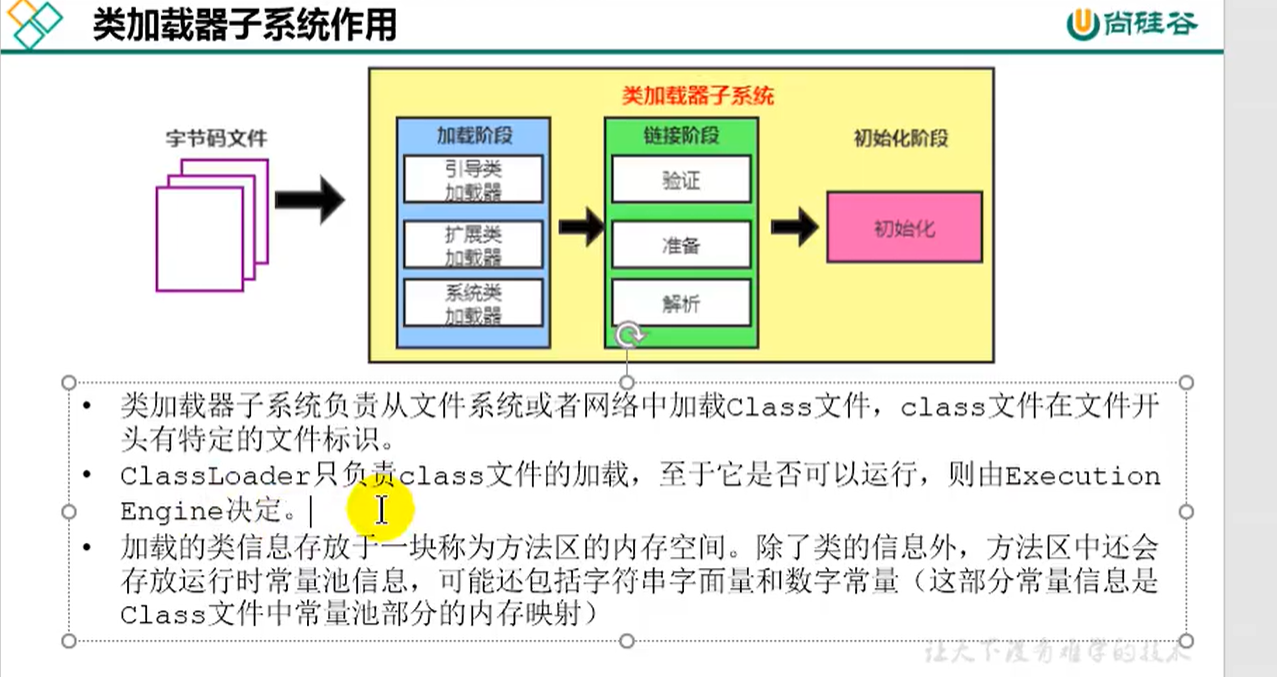 类加载器子系统作用
尚硅谷
类加载器子系统
字节码文件
加载阶段
引导类
加载器
扩展类
加载器
系统类
加载器
链接阶段
验证
准备
解析
初始化阶段
初始化
• 类加载器子系统负责从文件系统或者网络中加载Class文件，class文件在文件开
头有特定的文件标识。
• ClassLoader只负责class文件的加载，至于它是否可以运行，则由Execution
Engine决定。
• 加载的类信息存放于一块称为方法区的内存空间。除了类的信息外，方法区中还会
存放运行时常量池信息，可能还包括字符串字面量和数字常量（这部分常量信息是
Class文件中常量池部分的内存映射）
让天下没有难学的技术